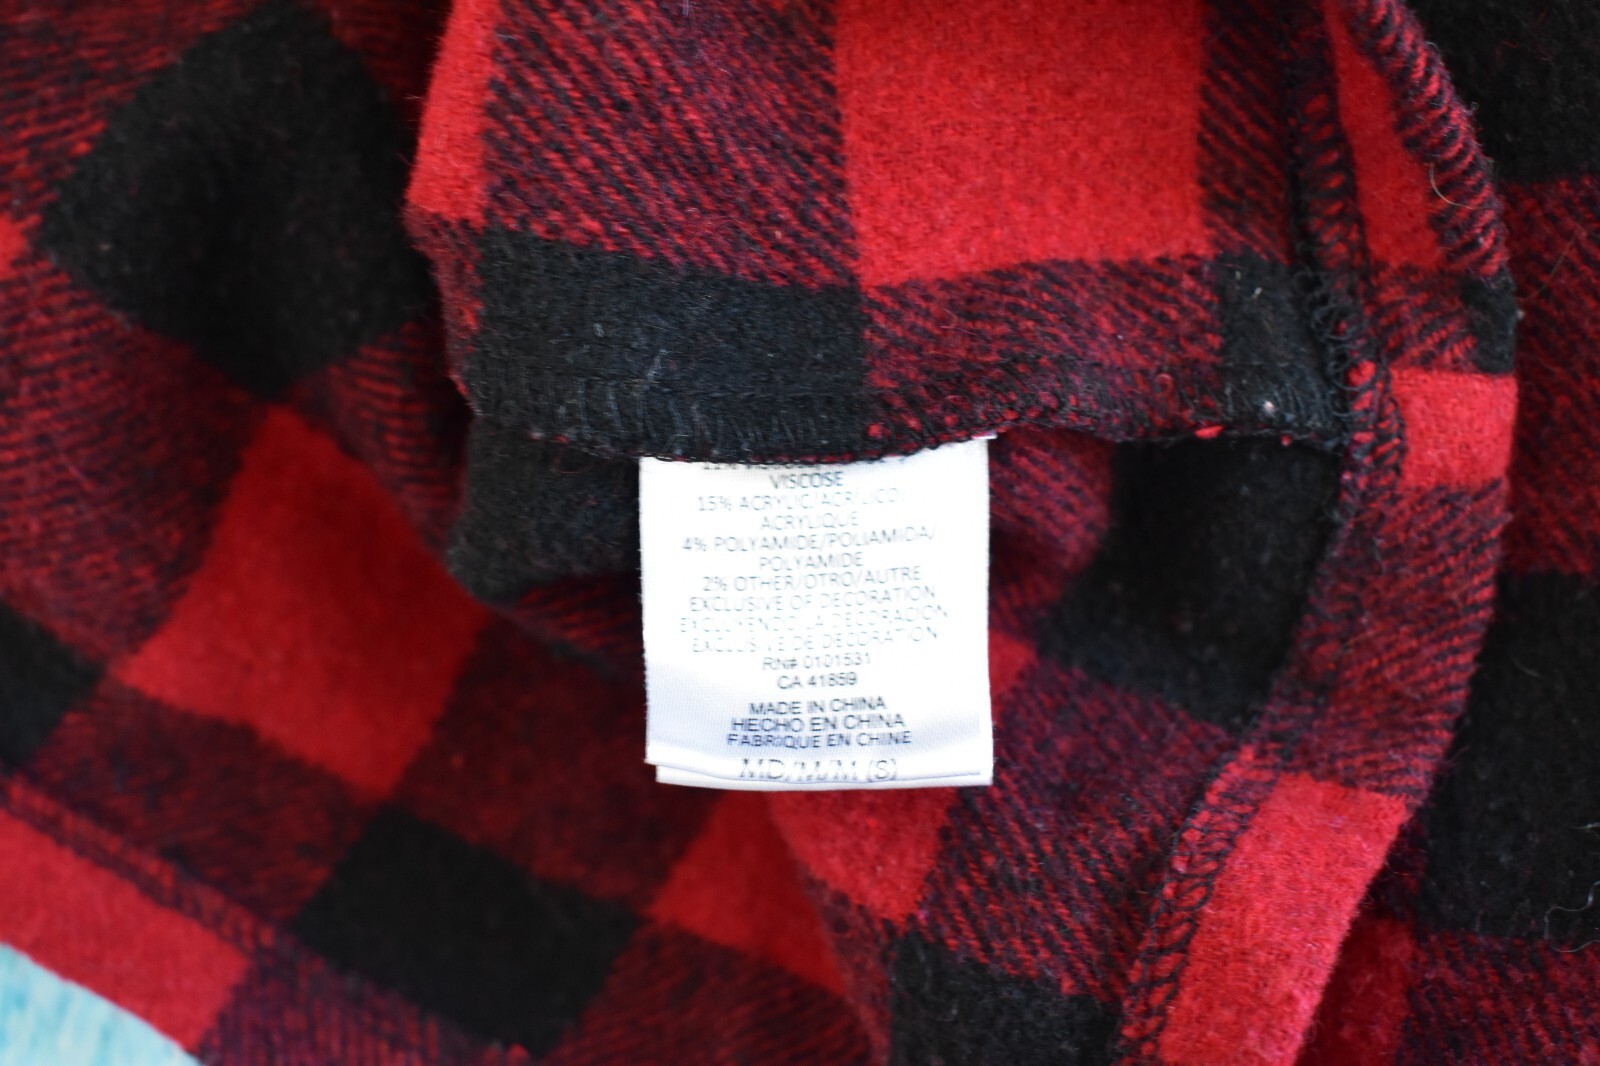 VISCOSE
15% ACRYLIC/ACRILICO/
ACRYLIQUE
4% POLYAMIDE/POLIAMIDA/
POLYAMIDE
2% OTHER/OTRO/AUTRE
EXCLUSIVE OF DECORATION
EXCLUYENDO LA DECORACION
EXCLUSIVE DE DECORATION
RN# 0101531
CA 41859
MADE IN CHINA
HECHO EN CHINA
FABRIQUE EN CHINE
MD/M/M (S)